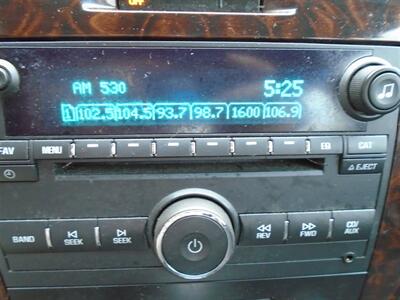 OFF
AM 530 5:25
1 102.5 104.5 93.7 98.7 1600 106.9
FAV MENU EQ CAT
EJECT
BAND SEEK SEEK REV FWD CD/
AUX